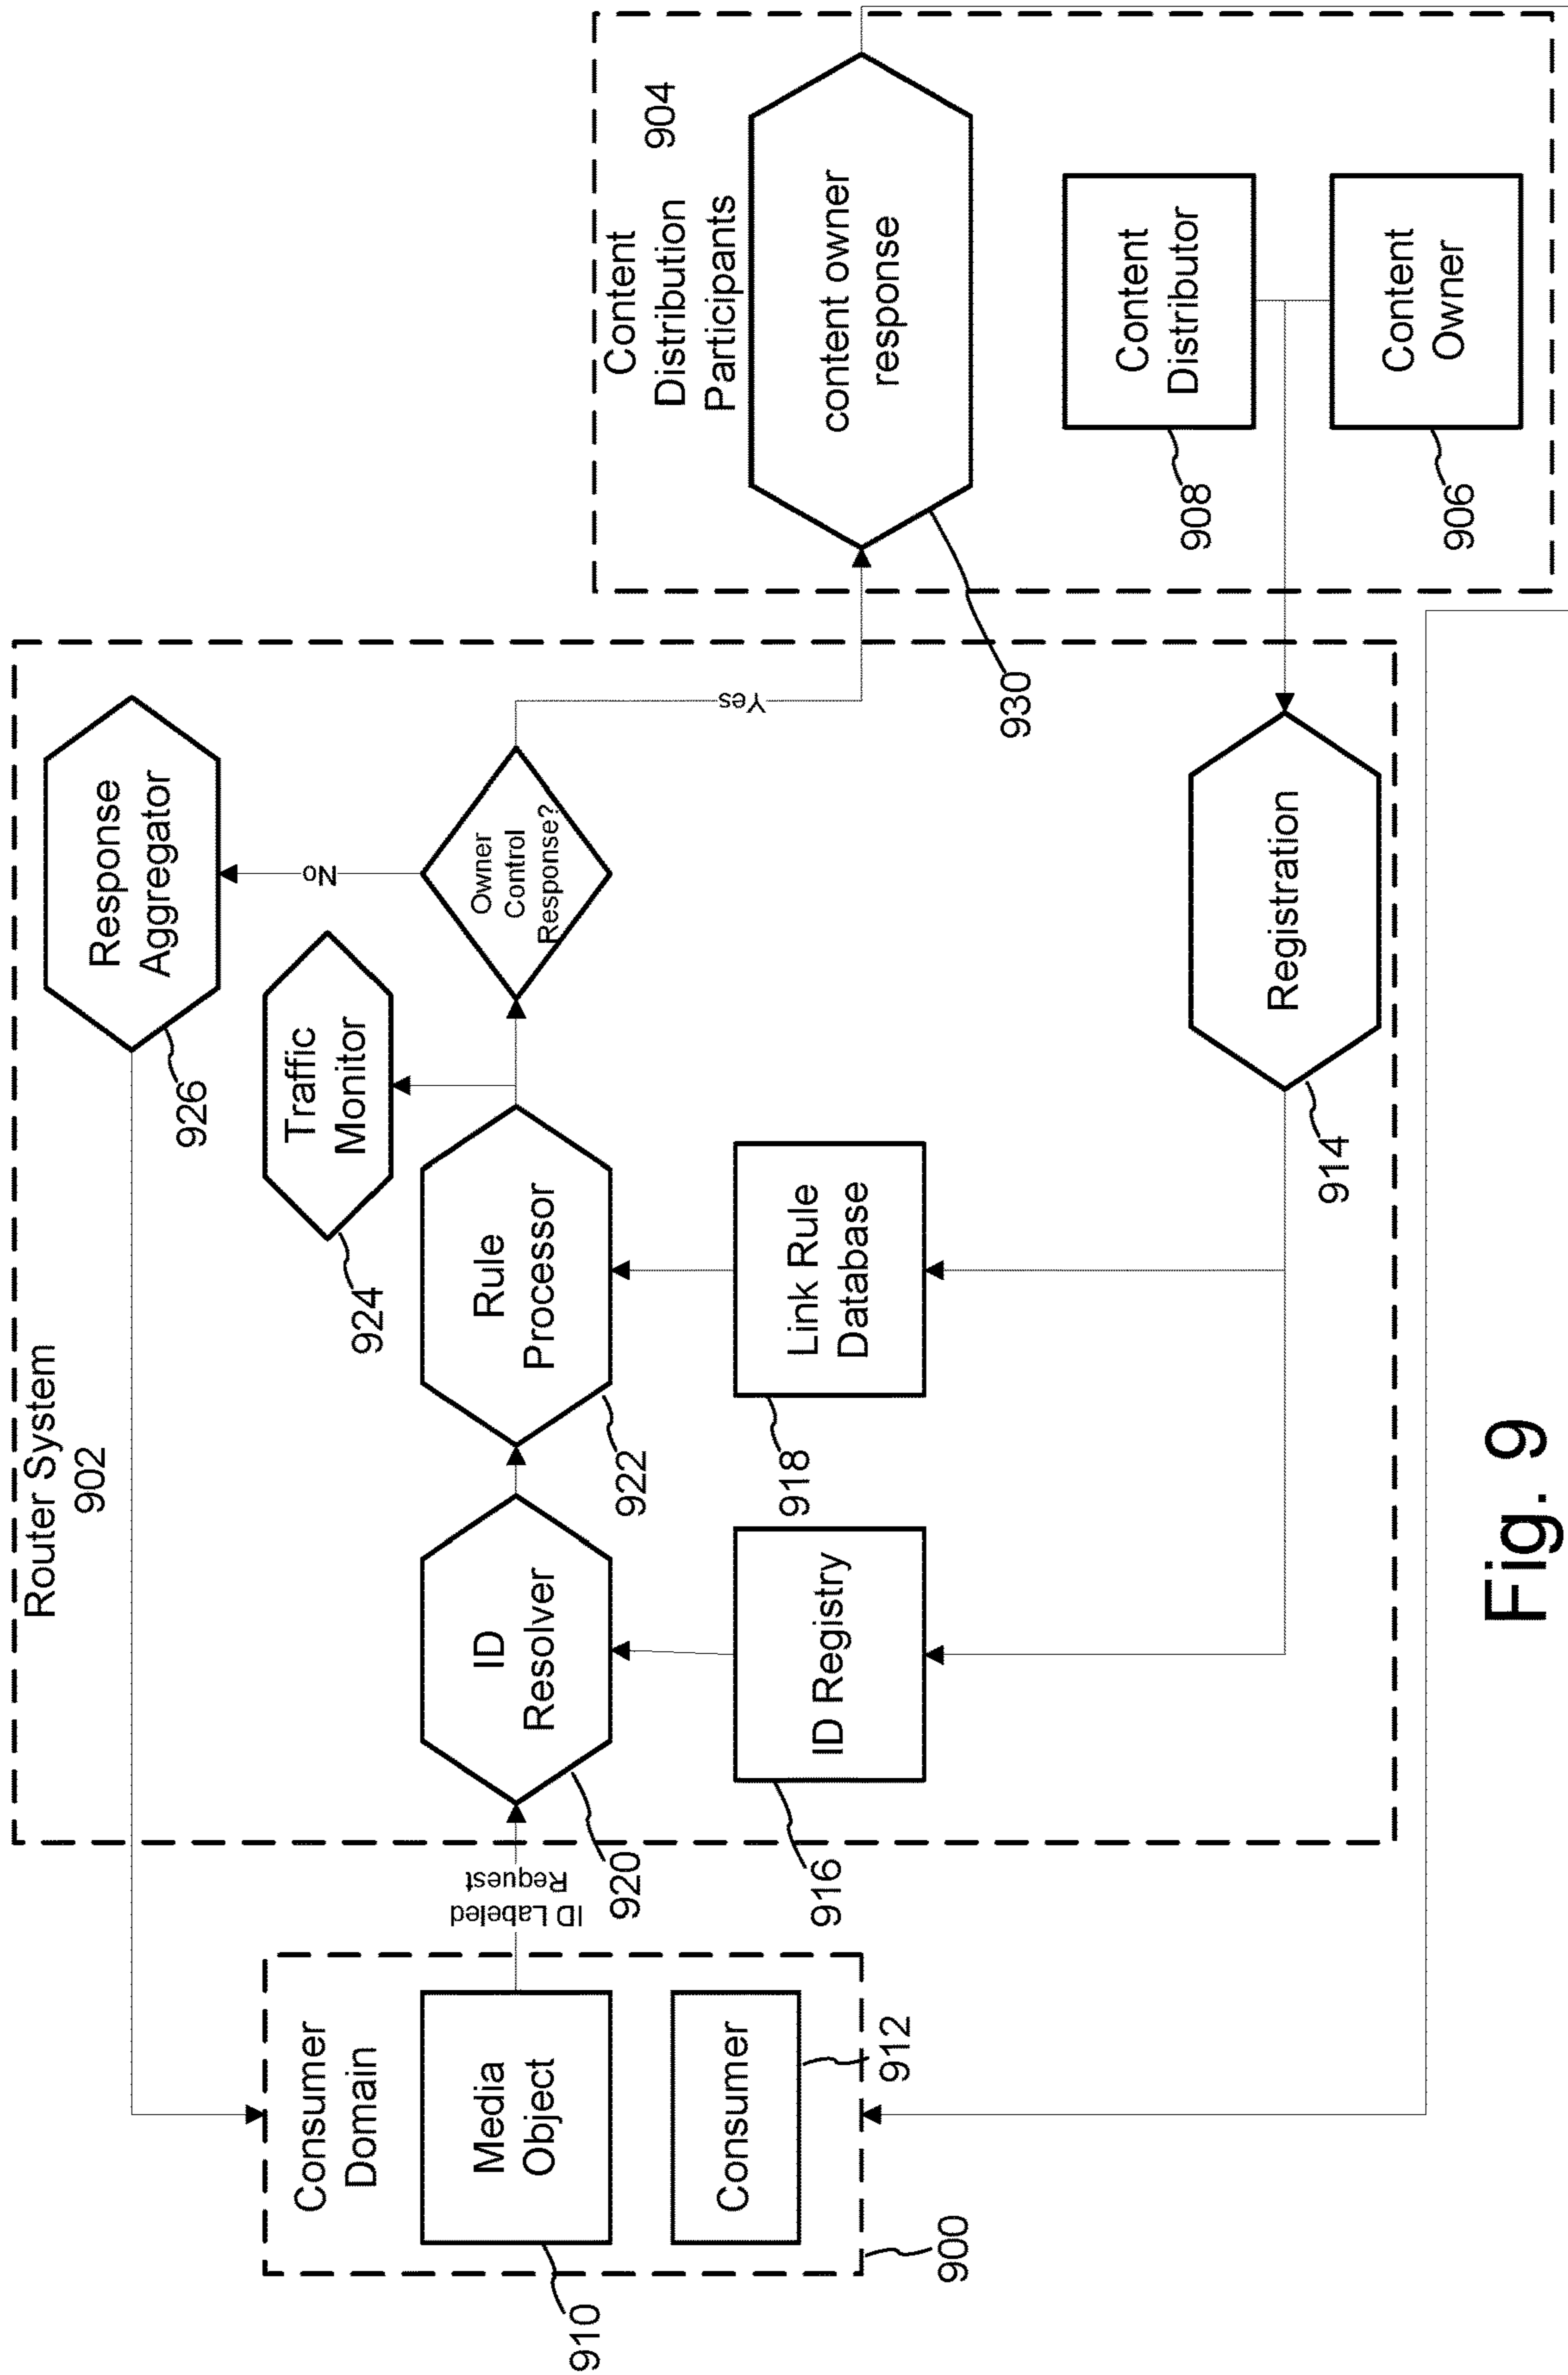 Router System
902
Response
Aggregator
926
Traffic
Monitor
924
No
Owner
Control
Response?
Yes
Consumer
Domain
Media
Object
910
Consumer
912
900
ID Labeled
Request
ID
Resolver
920
Rule
Processor
922
ID Registry
916
Link Rule
Database
918
Registration
914
Content
Distribution
Participants
904
content owner
response
930
Content
Distributor
908
Content
Owner
906
Fig. 9